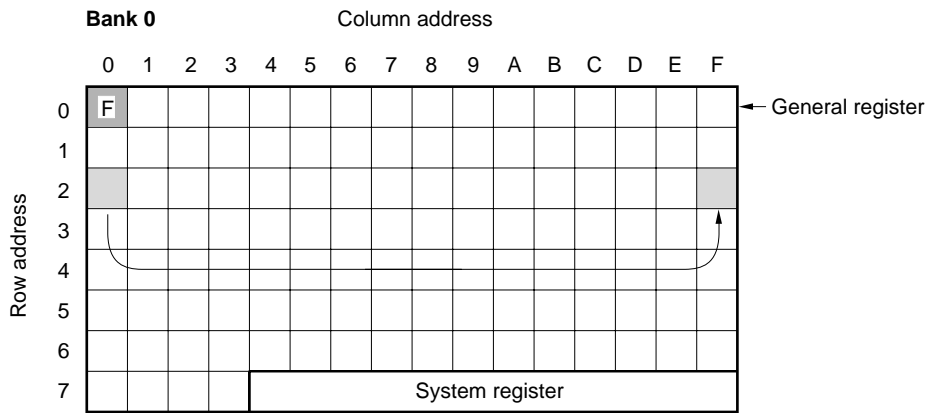 Bank 0 Column address
0 1 2 3 4 5 6 7 8 9 A B C D E F
0 F General register
1
2
3
4
5
6
7 System register
Row address